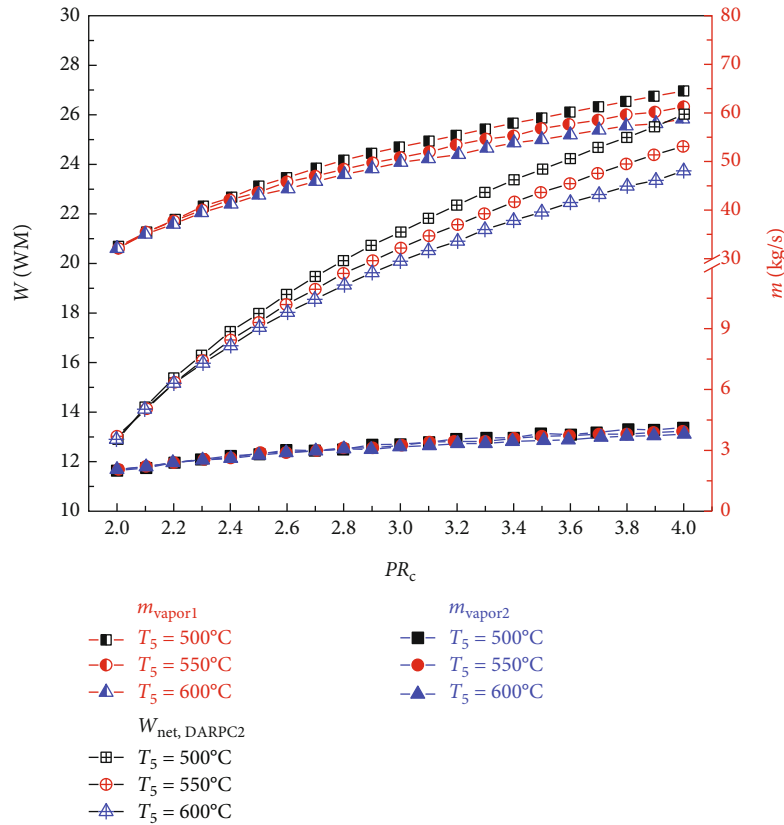 30
28
26
24
22
20
18
16
14
12
10
W (WM)
80
70
60
50
40
30
9
6
3
0
m (kg/s)
2.0 2.2 2.4 2.6 2.8 3.0 3.2 3.4 3.6 3.8 4.0
PRc
mvapor1
T5 = 500°C
T5 = 550°C
T5 = 600°C
Wnet, DARPC2
T5 = 500°C
T5 = 550°C
T5 = 600°C
mvapor2
T5 = 500°C
T5 = 550°C
T5 = 600°C